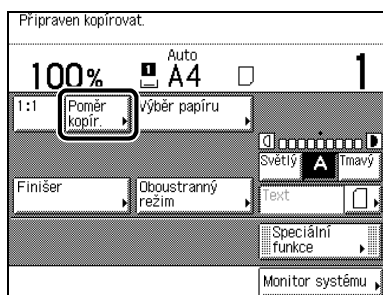 Připraven kopírovat.
100% 1 Auto A4 1
1:1 Poměr kopír. Výběr papíru
Světlý A Tmavý
Finišer Oboustranný režim Text
Speciální funkce
Monitor systému